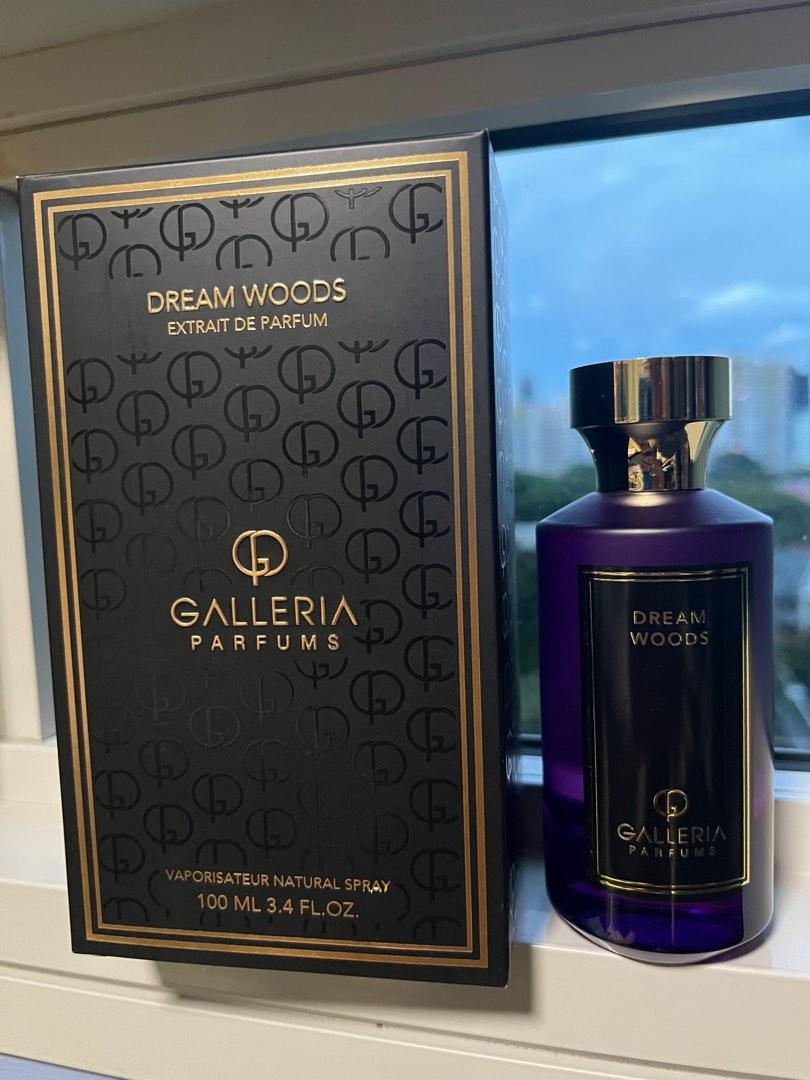 DREAM WOODS
EXTRAIT DE PARFUM
GALLERIA
PARFUMS
VAPORISATEUR NATURAL SPRAY
100 ML 3.4 FL.OZ.
DREAM
WOODS
GALLERIA
PARFUMS